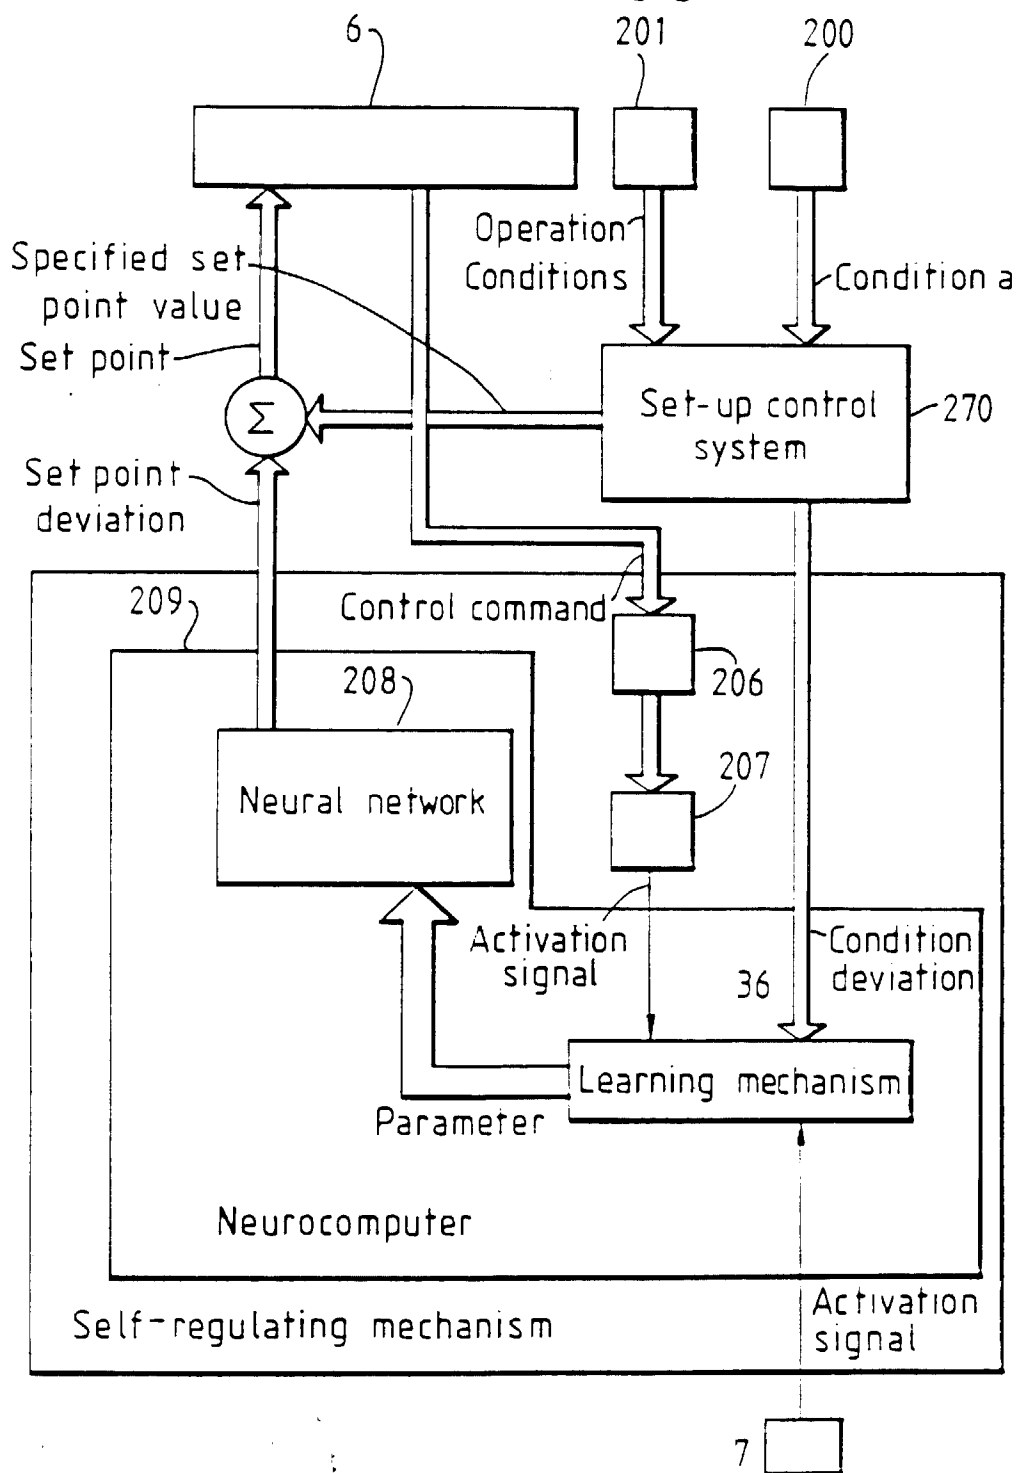 6
201
200
Operation
Conditions
Condition a
Specified set
point value
Set point
Σ
Set-up control
system
270
Set point
deviation
209
Control command
206
208
Neural network
207
Activation
signal
Condition
deviation
36
Learning mechanism
Parameter
Neurocomputer
Self-regulating mechanism
Activation
signal
7